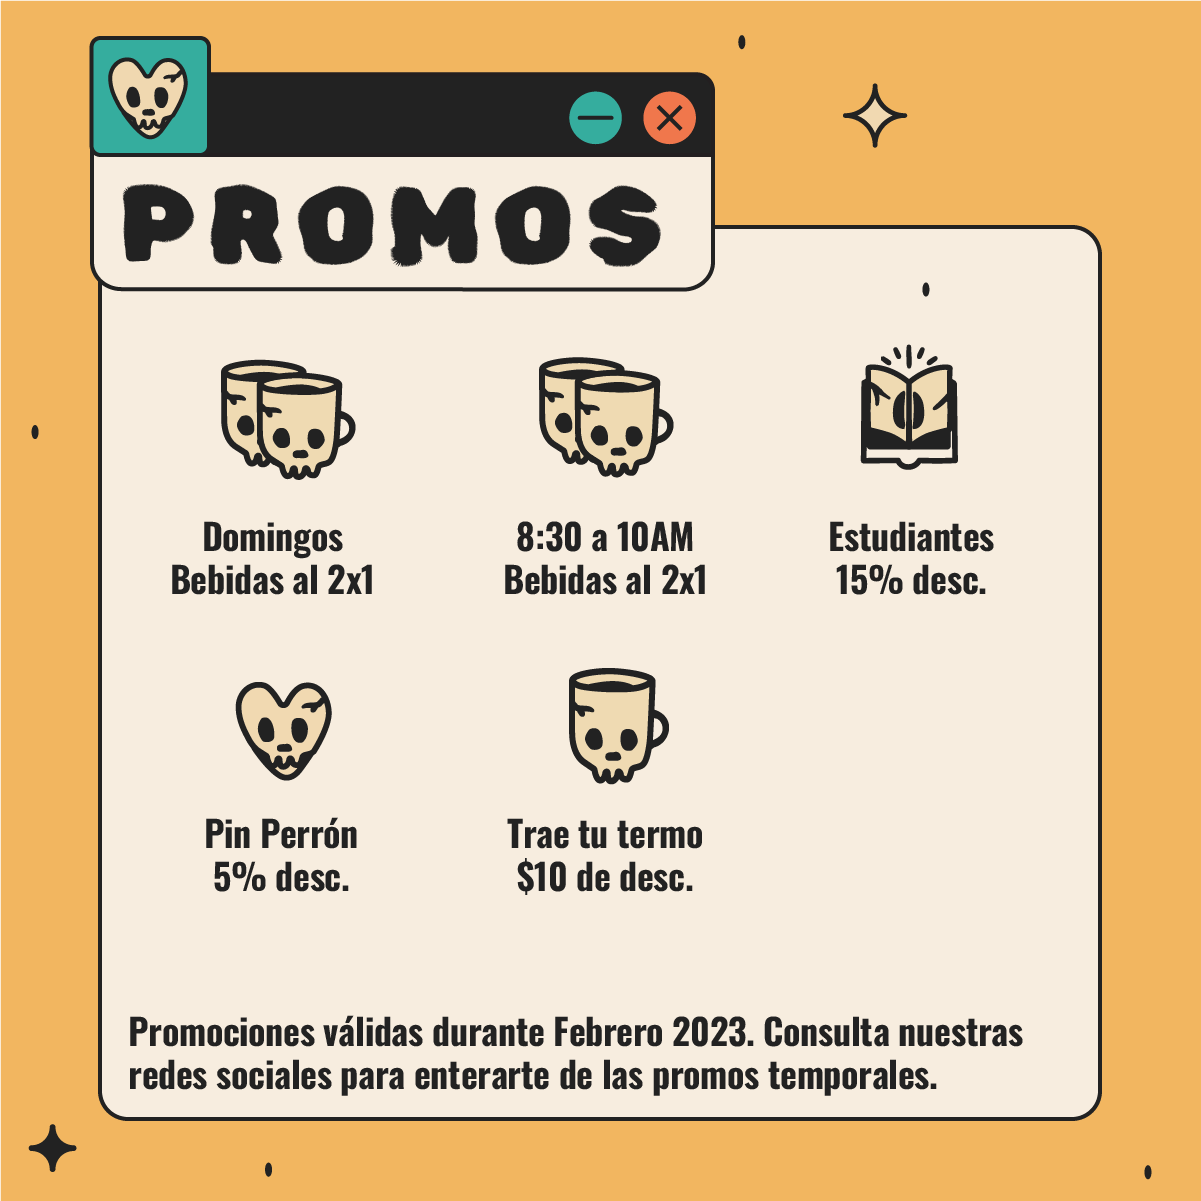 PROMOS
Domingos
Bebidas al 2x1
8:30 a 10AM
Bebidas al 2x1
Estudiantes
15% desc.
Pin Perrón
5% desc.
Trae tu termo
$10 de desc.
Promociones válidas durante Febrero 2023. Consulta nuestras
redes sociales para enterarte de las promos temporales.